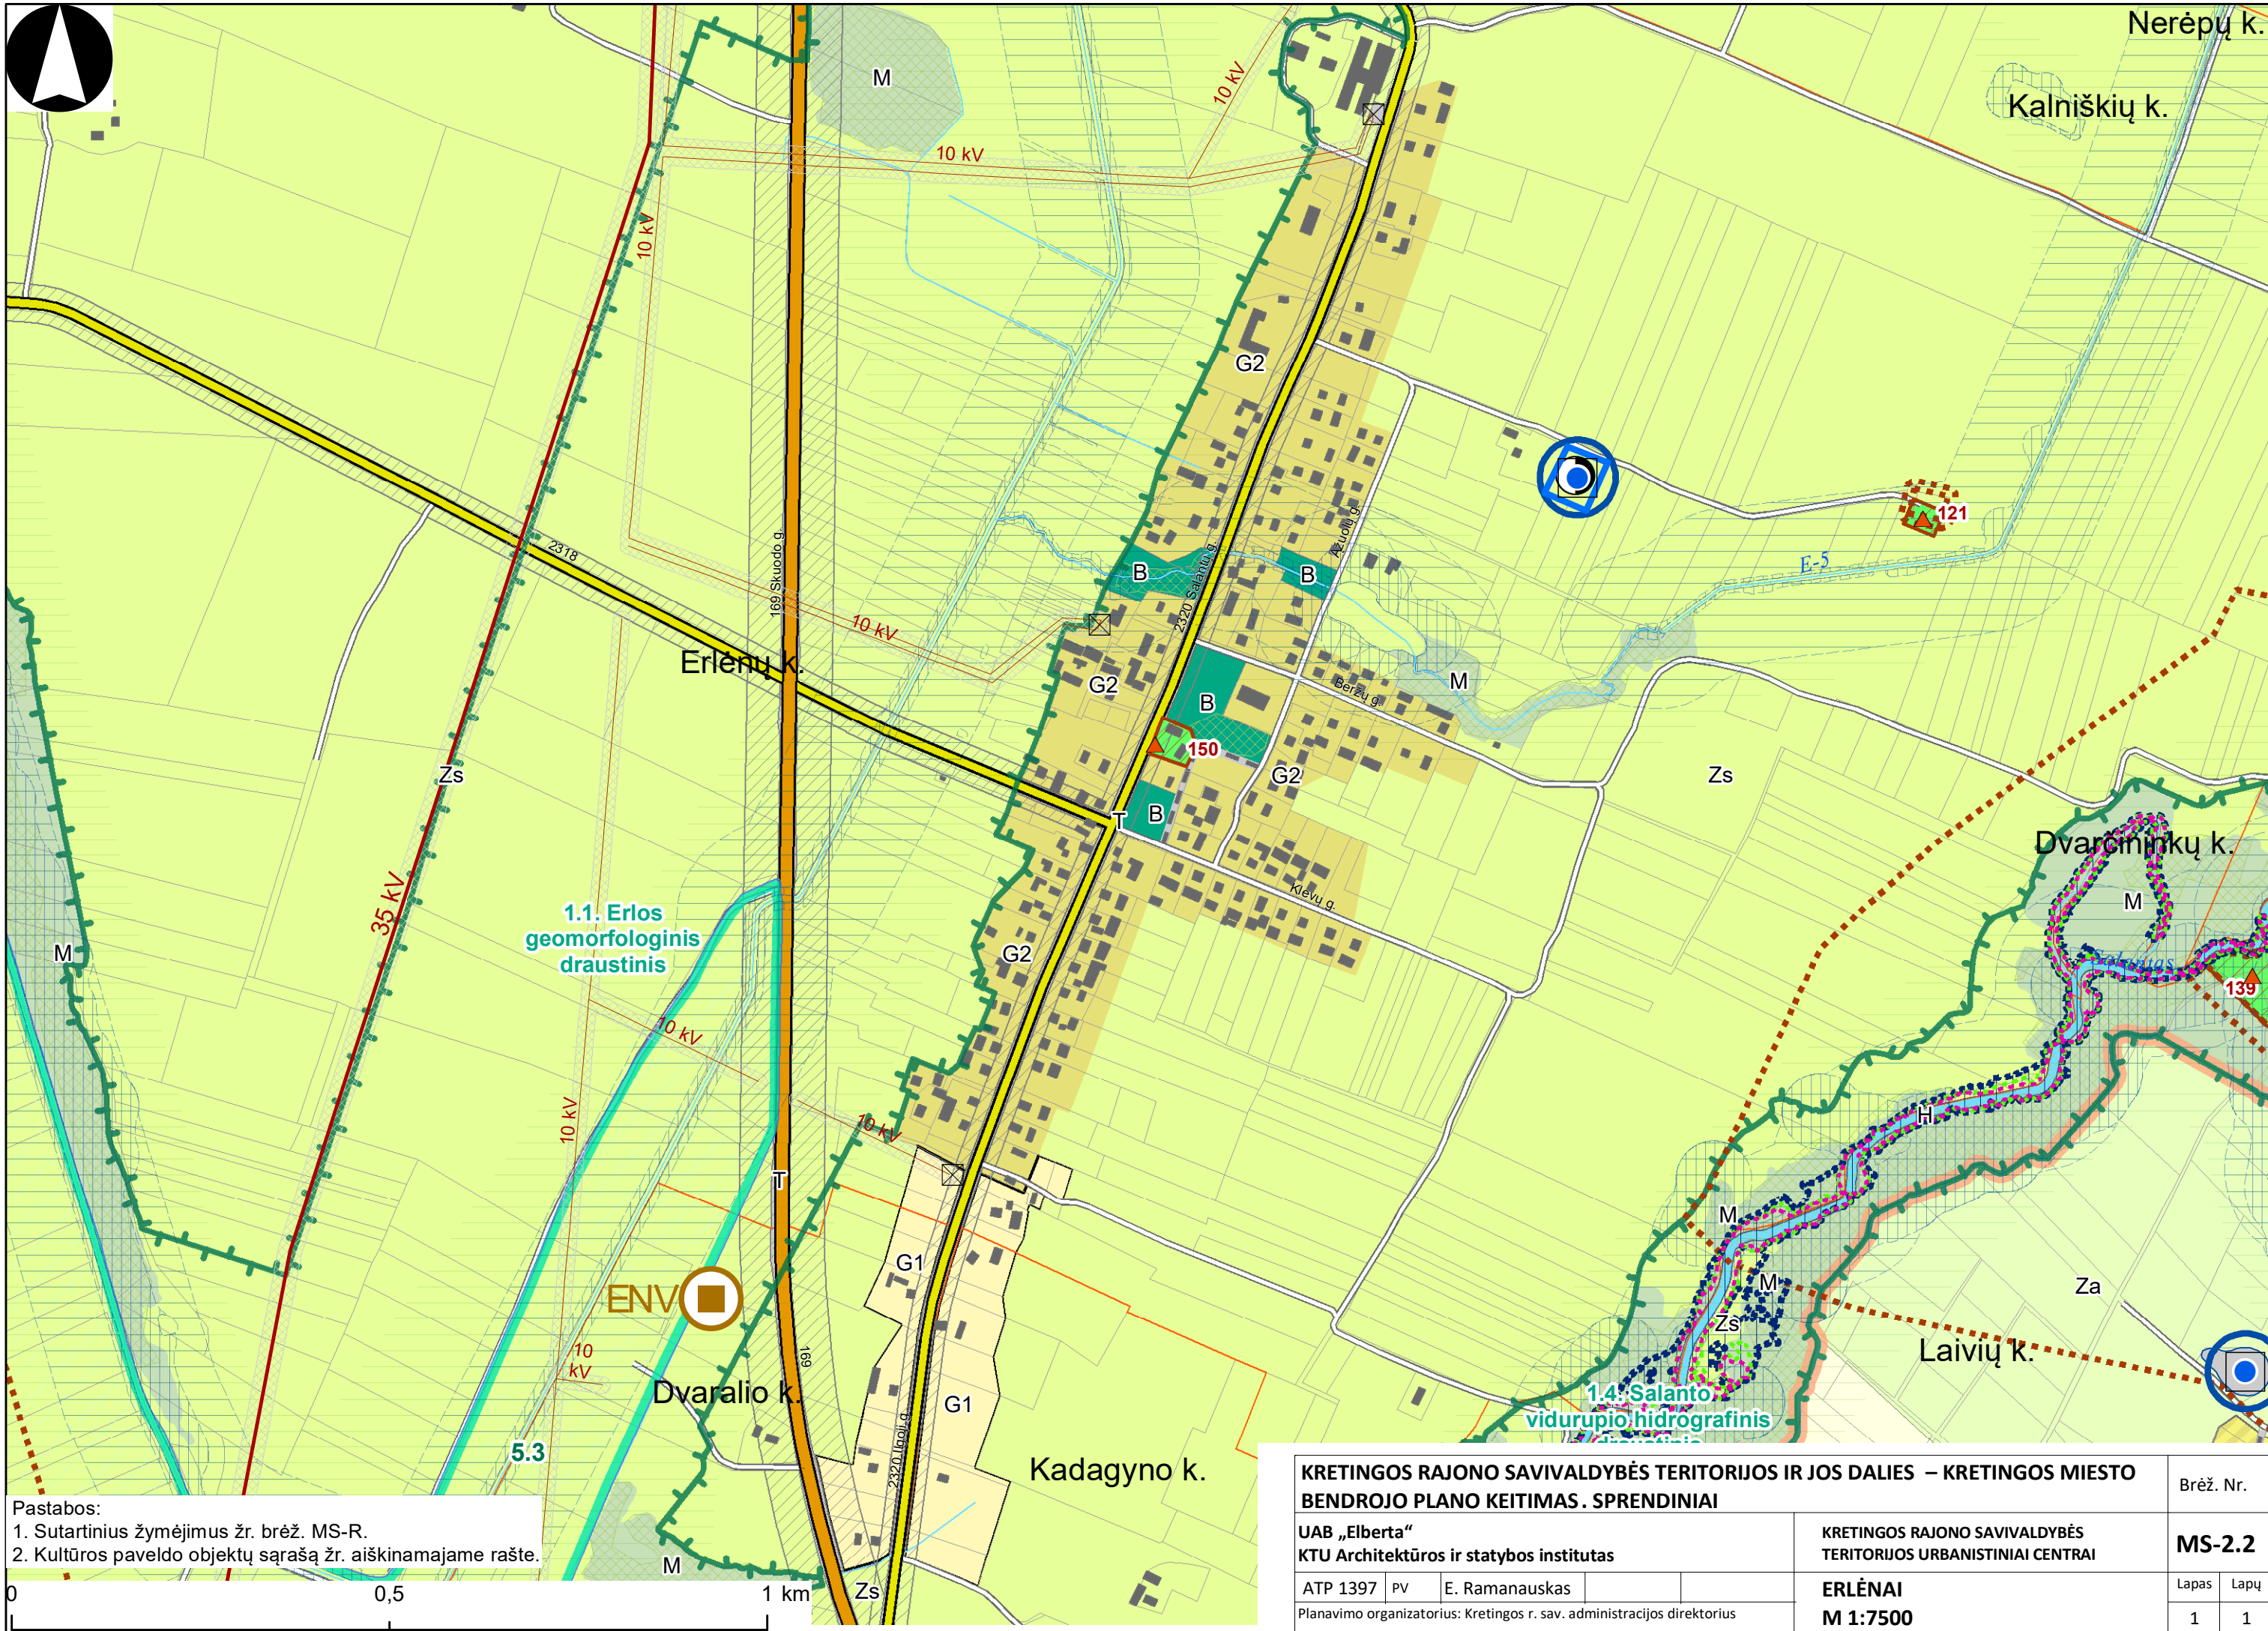 Nerėpų k.
M
10 kV
Kalniškių k.
10 kV
10 kV
G2
121
2318
169 Skuodo g.
Ąžuolų g.
E-5
B
B
2320 Salantų g.
10 kV
Erlėnų k.
G2
M
Beržų g.
B
150
Zs
G2
Zs
T
B
Dvarčininkų k.
35 kV
Klevų g.
M
1.1. Erlos
geomorfologinis
draustinis
M
G2
Salantas
139
10 kV
10 kV
10 kV
H
T
M
G1
M
Za
ENV
Zs
Laivių k.
169
10
kV
Dvaralio k.
G1
1.4. Salanto
vidurupio hidrografinis
draustinis
2320 Ilgoji g.
5.3
Kadagyno k.
M
Zs
Pastabos:
1. Sutartinius žymėjimus žr. brėž. MS-R.
2. Kultūros paveldo objektų sąrašą žr. aiškinamajame rašte.
0 0,5 1 km
KRETINGOS RAJONO SAVIVALDYBĖS TERITORIJOS IR JOS DALIES – KRETINGOS MIESTO
BENDROJO PLANO KEITIMAS. SPRENDINIAI
Brėž. Nr.
UAB „Elberta“
KTU Architektūros ir statybos institutas
KRETINGOS RAJONO SAVIVALDYBĖS
TERITORIJOS URBANISTINIAI CENTRAI
MS-2.2
ATP 1397 PV E. Ramanauskas
ERLĖNAI
M 1:7500
Lapas Lapų
1 1
Planavimo organizatorius: Kretingos r. sav. administracijos direktorius